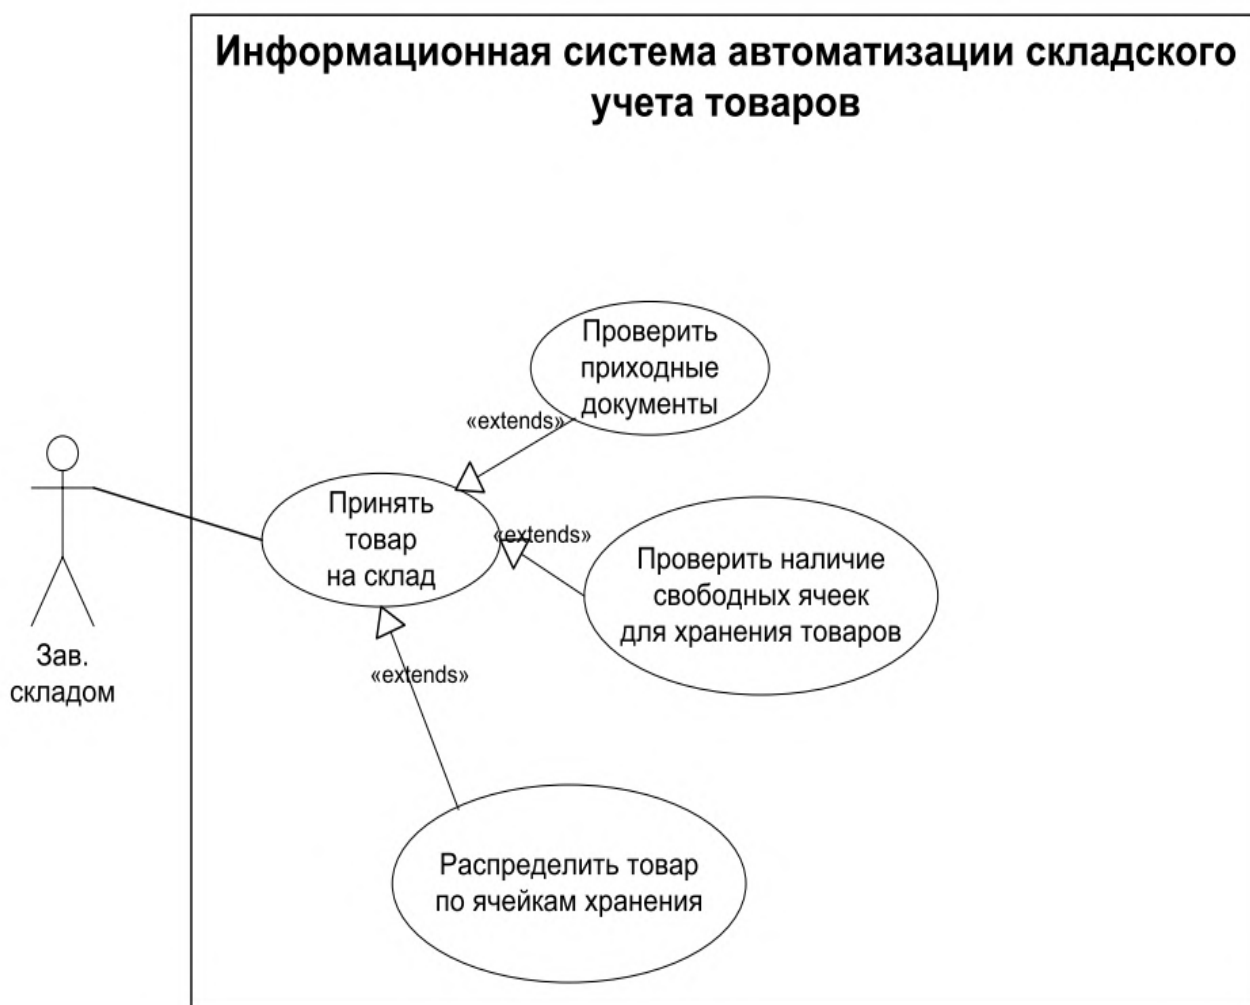 Информационная система автоматизации складского
учета товаров
Проверить
приходные
документы
«extends»
Принять
товар
на склад
«extends»
Проверить наличие
свободных ячеек
для хранения товаров
Зав.
складом
«extends»
Распределить товар
по ячейкам хранения